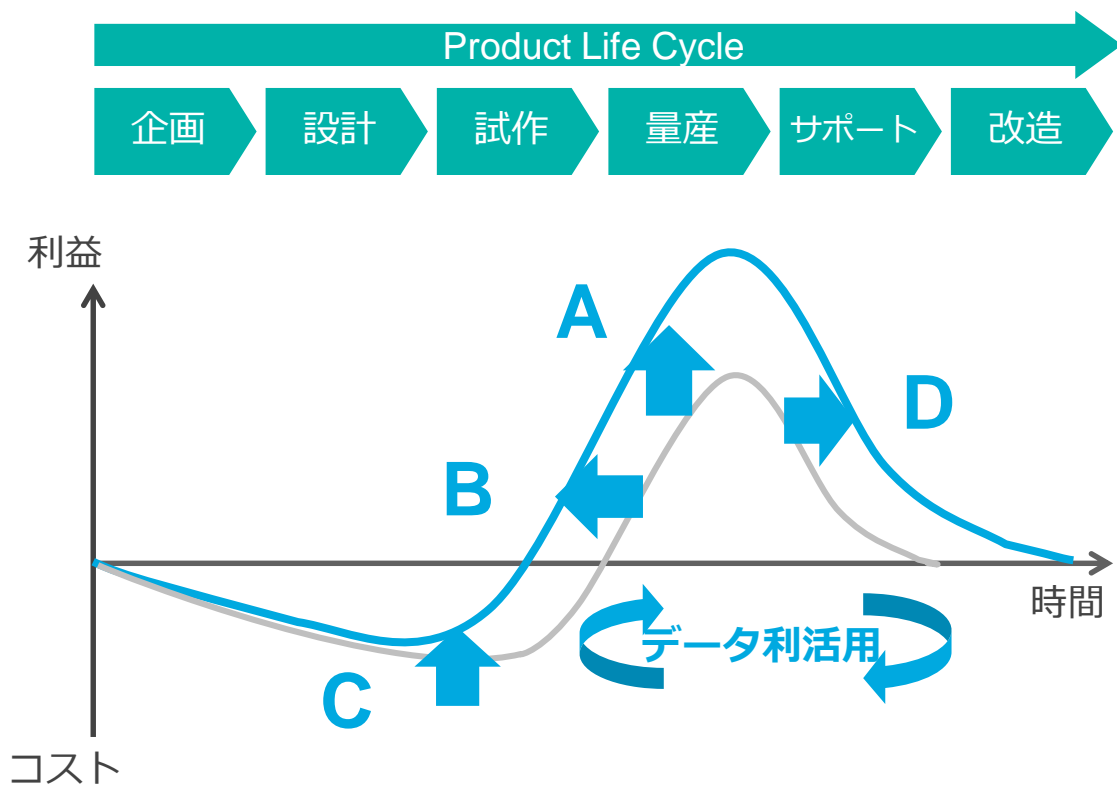 Product Life Cycle
企画
設計
試作
量産
サポート
改造
利益
A
D
B
時間
データ利活用
C
コスト